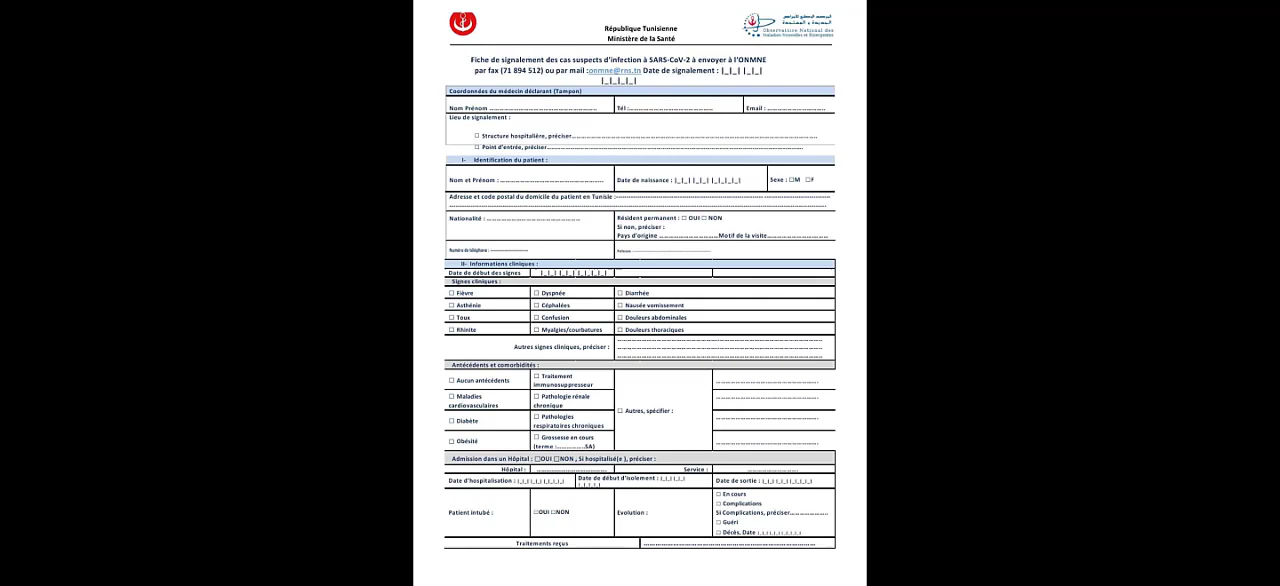 République Tunisienne
Ministère de la Santé
Observatoire National des
Maladies Nouvelles et Emergentes
Fiche de signalement des cas suspects d'infection à SARS-CoV-2 à envoyer à l'ONMNE
par fax (71 894 512) ou par mail :onmne@rns.tn Date de signalement : |_|_| |_|_|
|_|_|_|_|
Coordonnées du médecin déclarant (Tampon)
Nom Prénom ............................................ Tél :.................................... Email : .........................
Lieu de signalement :
☐ Structure hospitalière, préciser....................................................................................
☐ Point d'entrée, préciser....................................................................................
I- Identification du patient :
Nom et Prénom : ............................................ Date de naissance : |_|_| |_|_| |_|_|_|_| Sexe : ☐M ☐F
Adresse et code postal du domicile du patient en Tunisie :....................................................................................
....................................................................................
Nationalité : ........................................ Résident permanent : ☐ OUI ☐ NON
Si non, préciser :
Pays d'origine .........................Motif de la visite.........................
Numéro de téléphone : ....................
II- Informations cliniques :
Date de début des signes |_|_| |_|_| |_|_|_|_|
Signes cliniques :
☐ Fièvre ☐ Dyspnée ☐ Diarrhée
☐ Asthénie ☐ Céphalées ☐ Nausée vomissement
☐ Toux ☐ Confusion ☐ Douleurs abdominales
☐ Rhinite ☐ Myalgies/courbatures ☐ Douleurs thoraciques
Autres signes cliniques, préciser : ....................................................................................
....................................................................................
....................................................................................
Antécédents et comorbidités :
☐ Aucun antécédents ☐ Traitement immunosuppresseur ☐ Autres, spécifier : ........................................
☐ Maladies cardiovasculaires ☐ Pathologie rénale chronique ........................................
☐ Diabète ☐ Pathologies respiratoires chroniques ........................................
☐ Obésité ☐ Grossesse en cours (terme :............SA) ........................................
Admission dans un Hôpital : ☐OUI ☐NON , Si hospitalisé(e ), préciser :
Hôpital : .............................. Service : ....................
Date d'hospitalisation : |_|_| |_|_| |_|_|_|_| Date de début d'isolement : |_|_| |_|_| |_|_|_|_| Date de sortie : |_|_| |_|_| |_|_|_|_|
Patient intubé : ☐OUI ☐NON Evolution : ☐ En cours
☐ Complications
Si Complications, préciser................
☐ Guéri
☐ Décès, Date |_|_| |_|_| |_|_|_|_|
Traitements reçus ....................................................................................